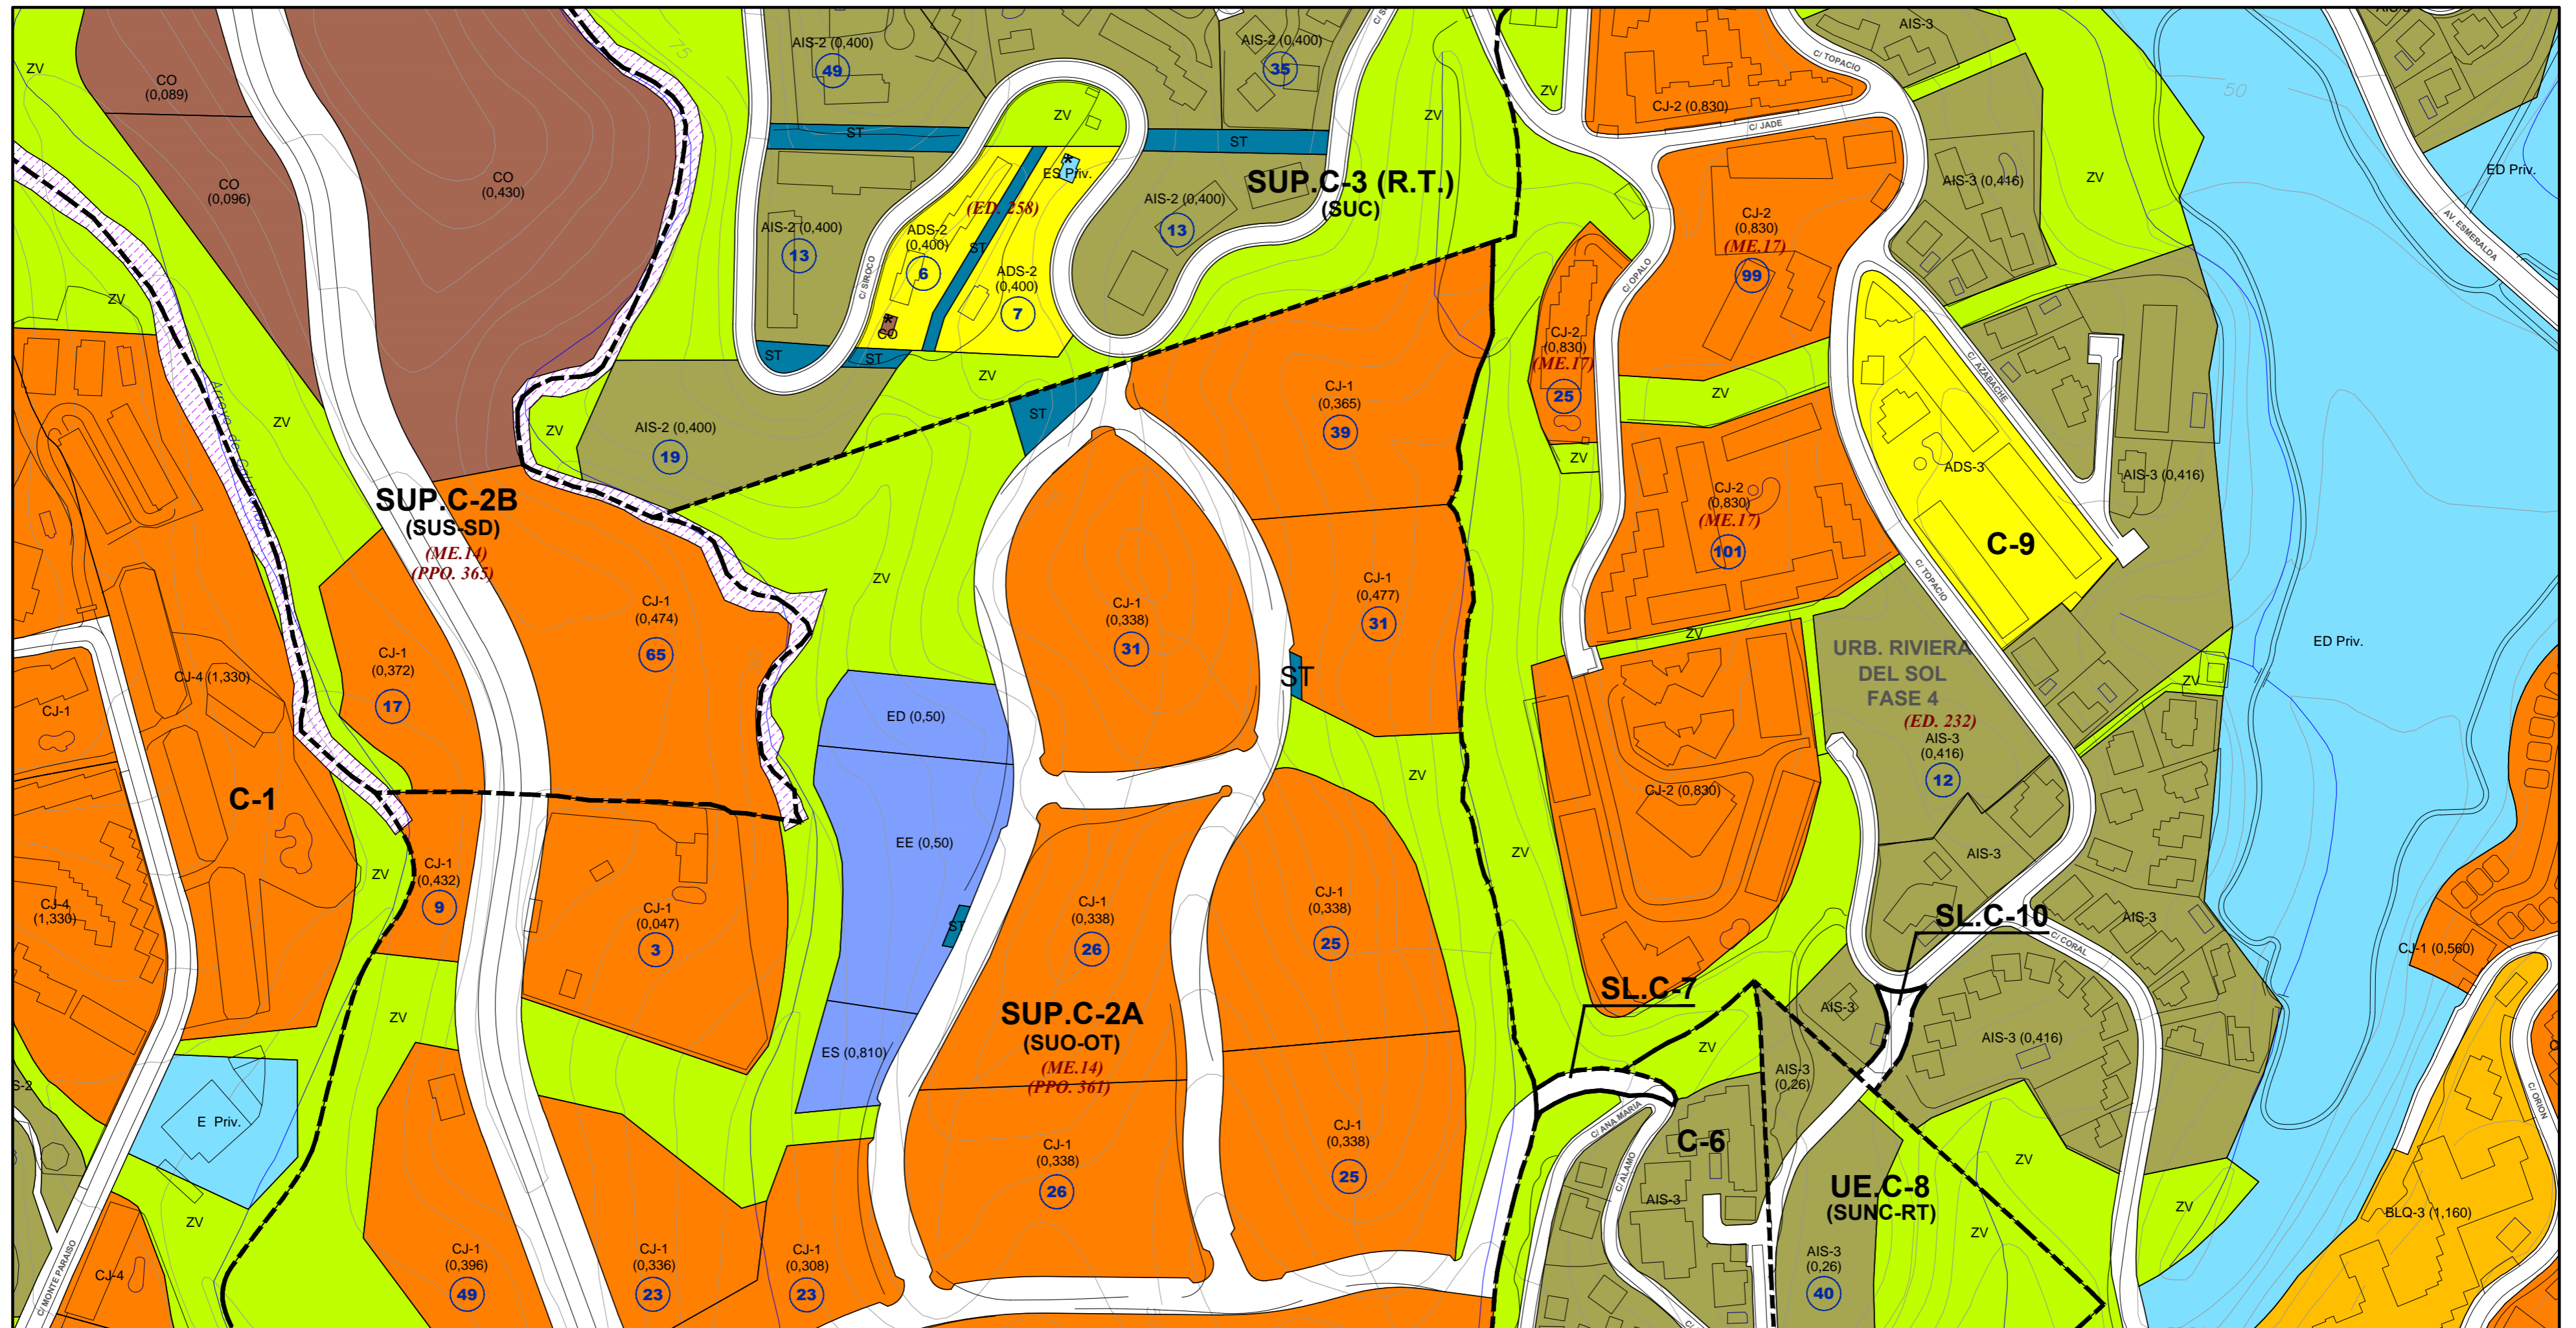 ZV
CO
(0,089)
CO
(0,096)
CO
(0,430)
75
AIS-2 (0,400)
49
AIS-2 (0,400)
35
ST
ZV
ST
ES Priv.
*
(ED. 258)
ST
ADS-2
(0,400)
6
ADS-2
(0,400)
7
*
CO
AIS-2 (0,400)
13
AIS-2 (0,400)
13
C/ SIROCO
ST
ST
ZV
SUP.C-3 (R.T.)
(SUC)
ZV
ZV
CJ-2 (0,830)
C/ TOPACIO
C/ JADE
AIS-3
AIS-3 (0,416)
ZV
50
ED Priv.
AV. ESMERALDA
CJ-2
(0,830)
(ME.17)
99
C/ OPALO
CJ-2
(0,830)
(ME.17)
25
ZV
ZV
CJ-2
(0,830)
(ME.17)
101
C/ AZABACHE
ADS-3
C-9
AIS-3 (0,416)
C/ TOPACIO
ZV
ZV
ZV
ZV
AIS-2 (0,400)
19
ST
CJ-1
(0,365)
39
SUP.C-2B
(SUS-SD)
(ME.14)
(PPO. 365)
CJ-1
(0,474)
65
CJ-1
(0,372)
17
ZV
CJ-1
(0,338)
31
CJ-1
(0,477)
31
ST
ZV
URB. RIVIERA
DEL SOL
FASE 4
(ED. 232)
AIS-3
(0,416)
12
ZV
ED Priv.
CJ-4 (1,330)
CJ-1
C-1
CJ-4
(1,330)
ZV
CJ-1
(0,432)
9
CJ-1
(0,047)
3
ED (0,50)
EE (0,50)
ST
ES (0,810)
ZV
CJ-2 (0,830)
ZV
AIS-3
CJ-1
(0,338)
26
CJ-1
(0,338)
25
SUP.C-2A
(SUO-OT)
(ME.14)
(PPO. 361)
SL.C-7
SL.C-10
C/ CORAL
AIS-3
CJ-1 (0,560)
AIS-3
AIS-3 (0,416)
ZV
AIS-3
(0,26)
ZV
E Priv.
ZV
CJ-4
C/ MONTE PARAISO
CJ-1
(0,396)
49
CJ-1
(0,336)
23
CJ-1
(0,308)
23
CJ-1
(0,338)
26
CJ-1
(0,338)
25
C/ ANA MARIA
C/ ALAMO
C-6
AIS-3
UE.C-8
(SUNC-RT)
AIS-3
(0,26)
40
ZV
ZV
ZV
BLQ-3 (1,160)
C/ ORION